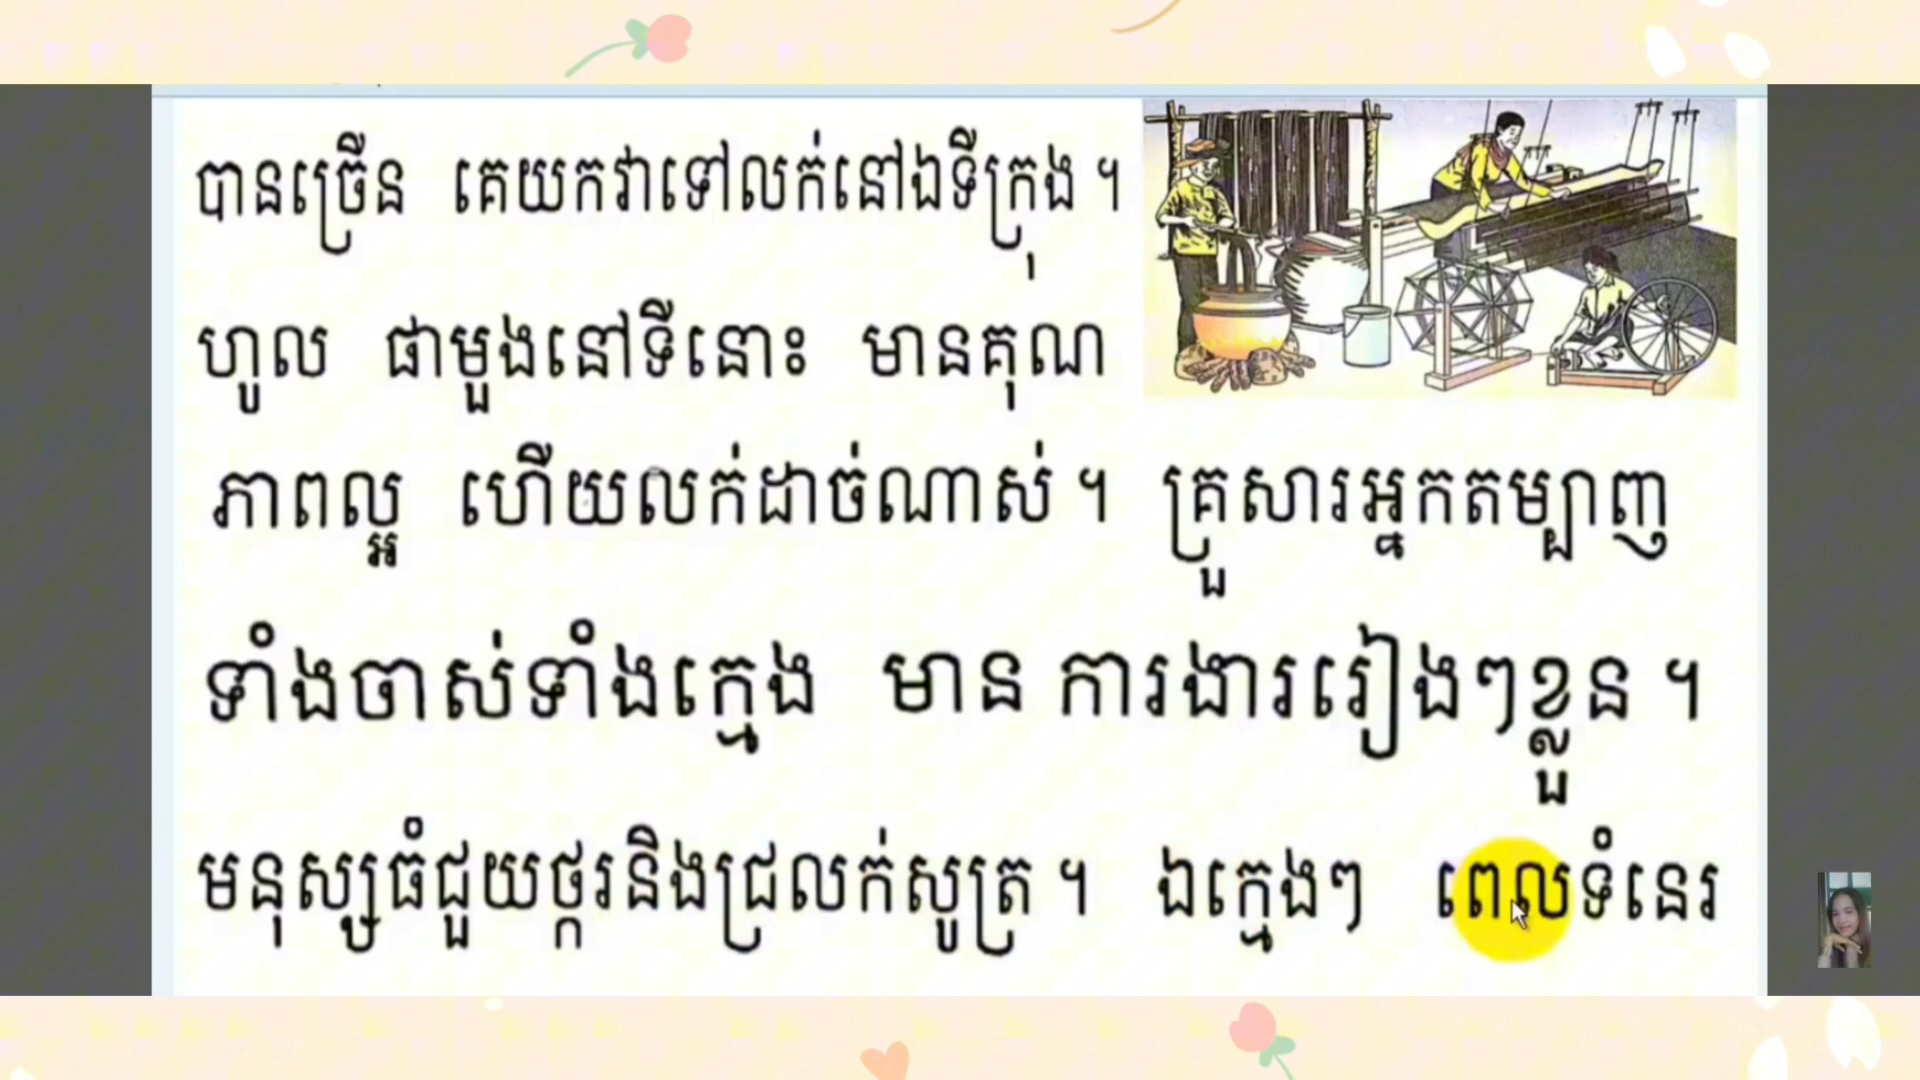 បានច្រើន គេយកវាទៅលក់នៅឯទីក្រុង ។
ហូល ផាមួងនៅទីនោះ មានគុណ
ភាពល្អ ហើយលក់ដាច់ណាស់ ។ គ្រួសារអ្នកតម្បាញ
ទាំងចាស់ទាំងក្មេង មាន ការងាររៀងៗខ្លួន ។
មនុស្សធំជួយថ្ករនិងជ្រលក់សូត្រ ។ ឯក្មេងៗ ពេលទំនេរ